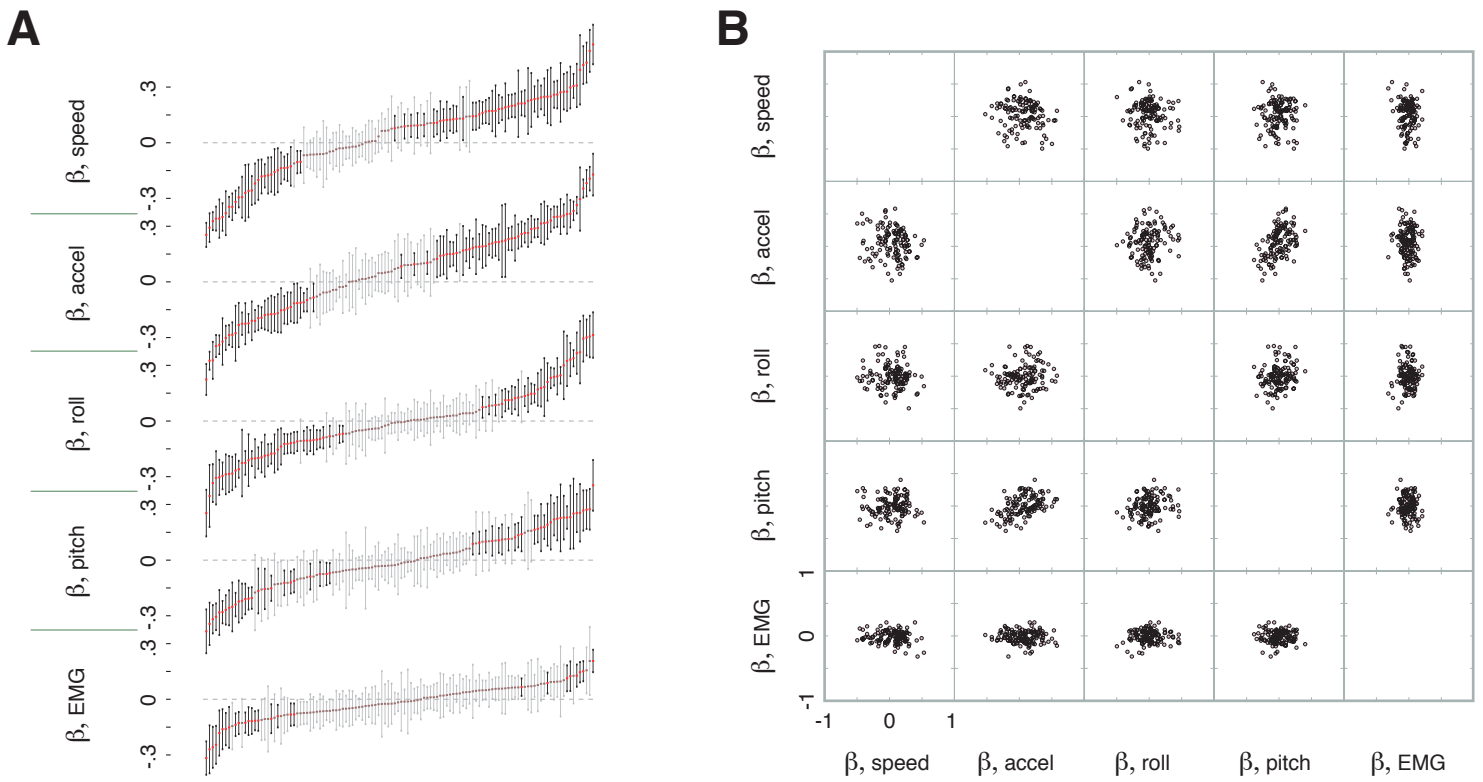 A
β, speed
.3
0
-.3
β, accel
.3
0
-.3
β, roll
.3
0
-.3
β, pitch
.3
0
-.3
β, EMG
.3
0
-.3
B
β, speed
β, accel
β, roll
β, pitch
β, EMG
1
0
-1
-1 0 1
β, speed β, accel β, roll β, pitch β, EMG